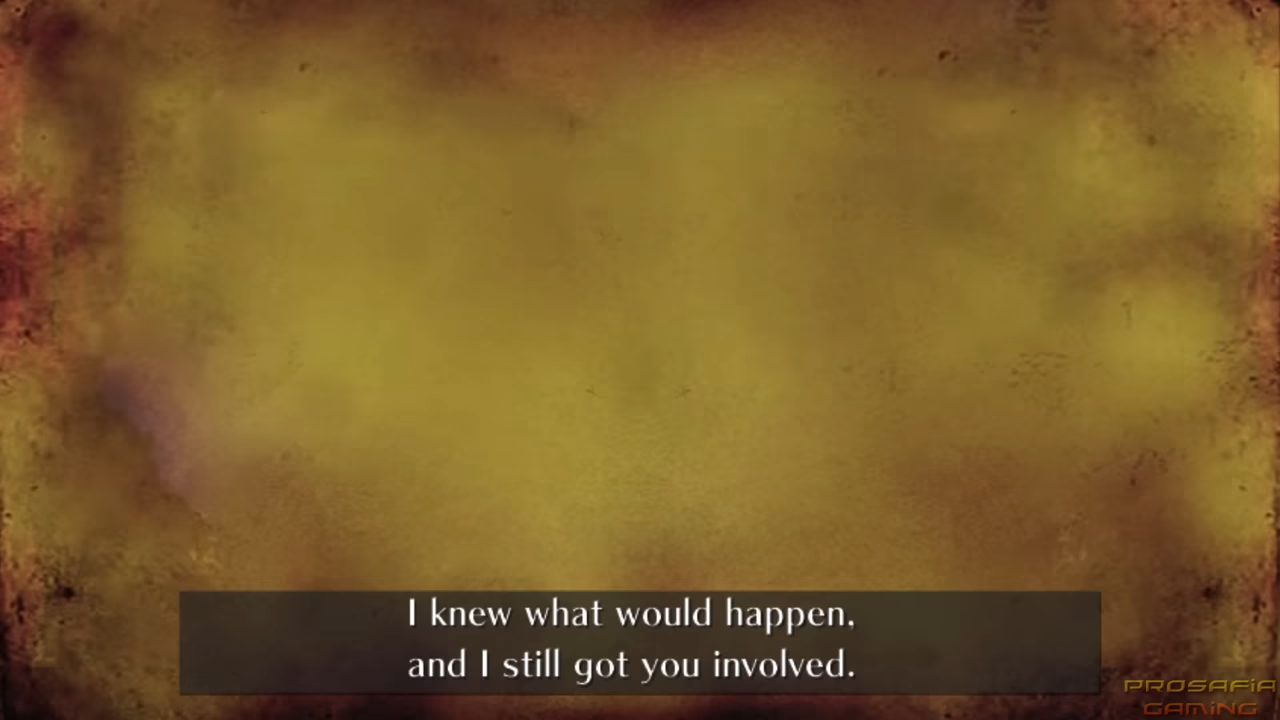 I knew what would happen,
and I still got you involved.
PROSAFiA
GAMiNG